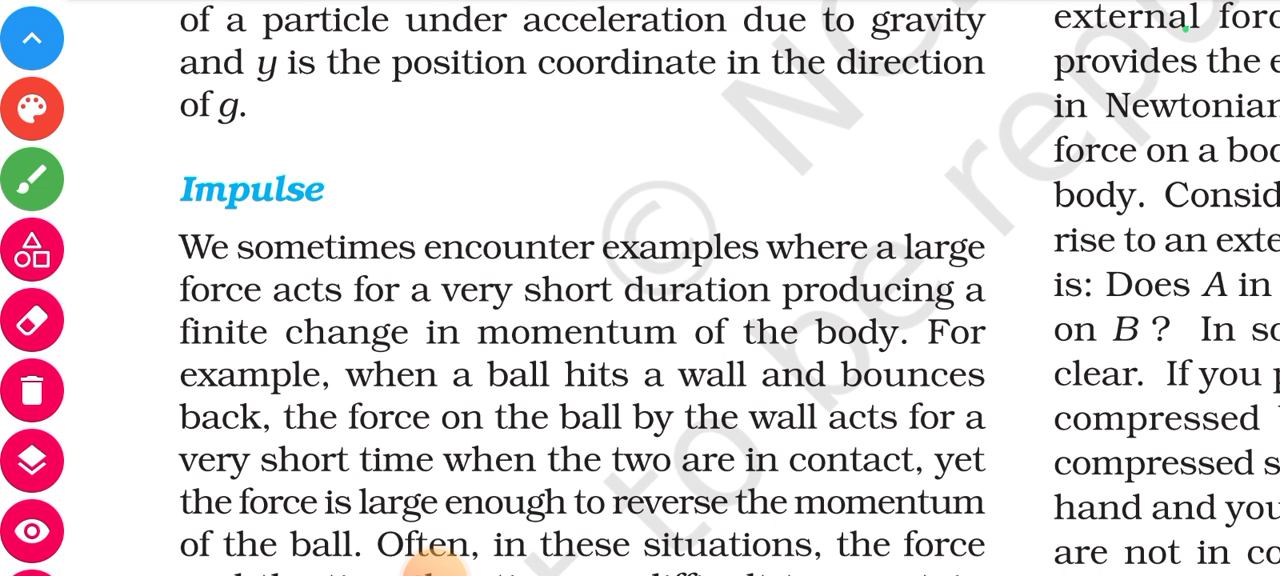 of a particle under acceleration due to gravity
and y is the position coordinate in the direction
of g.
Impulse
We sometimes encounter examples where a large
force acts for a very short duration producing a
finite change in momentum of the body. For
example, when a ball hits a wall and bounces
back, the force on the ball by the wall acts for a
very short time when the two are in contact, yet
the force is large enough to reverse the momentum
of the ball. Often, in these situations, the force
external
provides the
in Newtonian
force on a
body.
rise to an
is: Does A in
on B ? In
clear. If you
compressed
compressed
hand and you
are not in
© 
to be